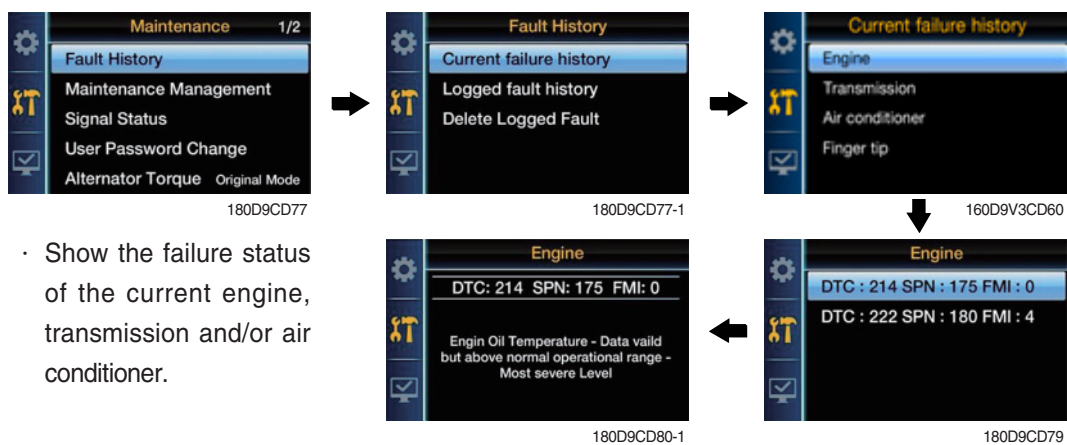 Maintenance 1/2
Fault History
Maintenance Management
Signal Status
User Password Change
Alternator Torque Original Mode
180D9CD77
Fault History
Current failure history
Logged fault history
Delete Logged Fault
180D9CD77-1
Current failure history
Engine
Transmission
Air conditioner
Finger tip
160D9V3CD60
· Show the failure status
of the current engine,
transmission and/or air
conditioner.
Engine
DTC: 214 SPN: 175 FMI: 0
Engin Oil Temperature - Data vaild
but above normal operational range -
Most severe Level
180D9CD80-1
Engine
DTC : 214 SPN : 175 FMI : 0
DTC : 222 SPN : 180 FMI : 4
180D9CD79